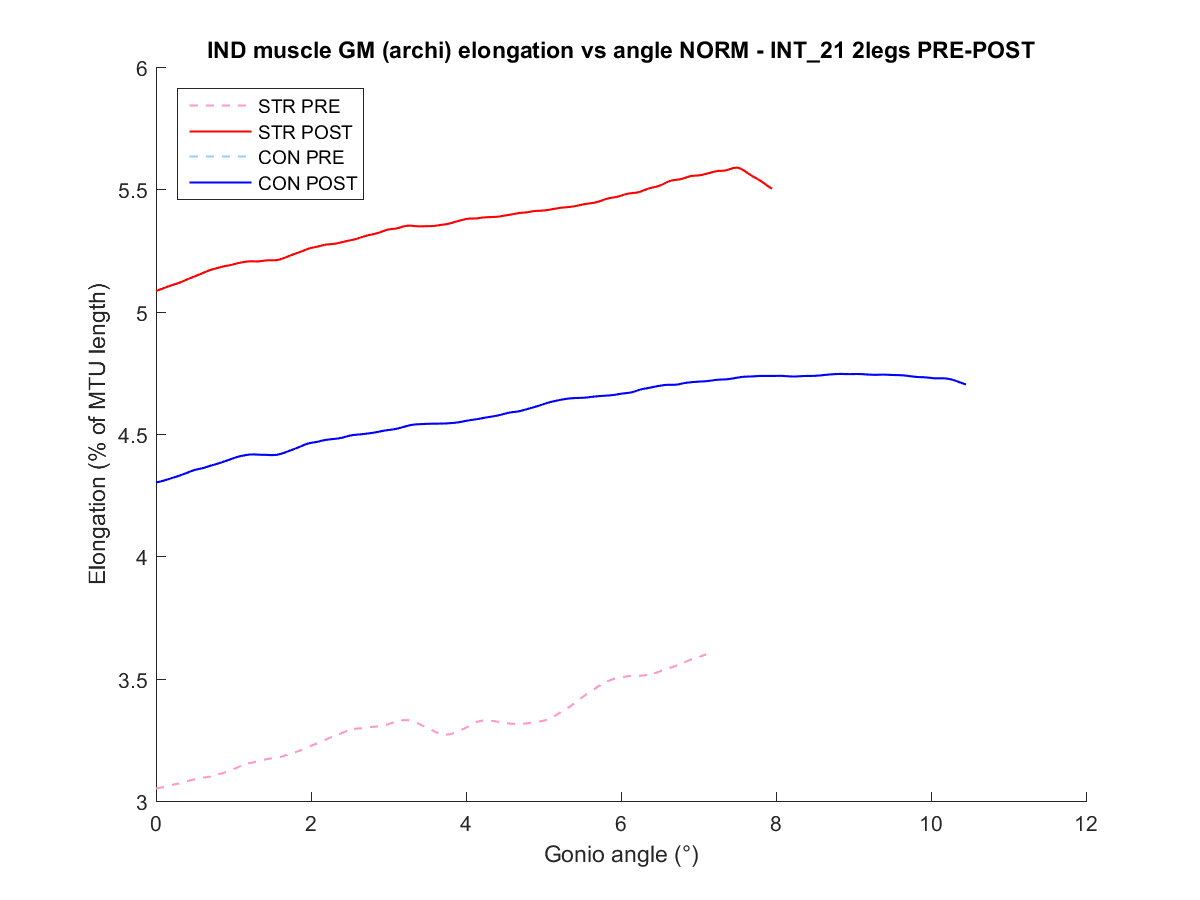 IND muscle GM (archi) elongation vs angle NORM - INT_21 2legs PRE-POST
STR PRE
STR POST
CON PRE
CON POST
Elongation (% of MTU length)
6
5.5
5
4.5
4
3.5
3
0
2
4
6
8
10
12
Gonio angle (°)